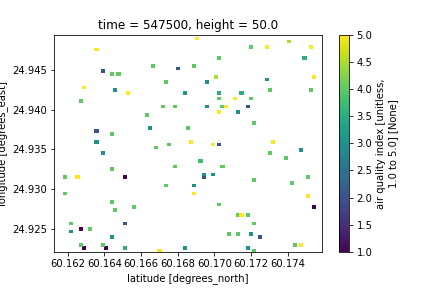 time = 547500, height = 50.0
longitude [degrees_east]
24.945
24.940
24.935
24.930
24.925
60.162 60.164 60.166 60.168 60.170 60.172 60.174
latitude [degrees_north]
5.0
4.5
4.0
3.5
3.0
2.5
2.0
1.5
1.0
air quality index [unitless,
1.0 to 5.0] [None]